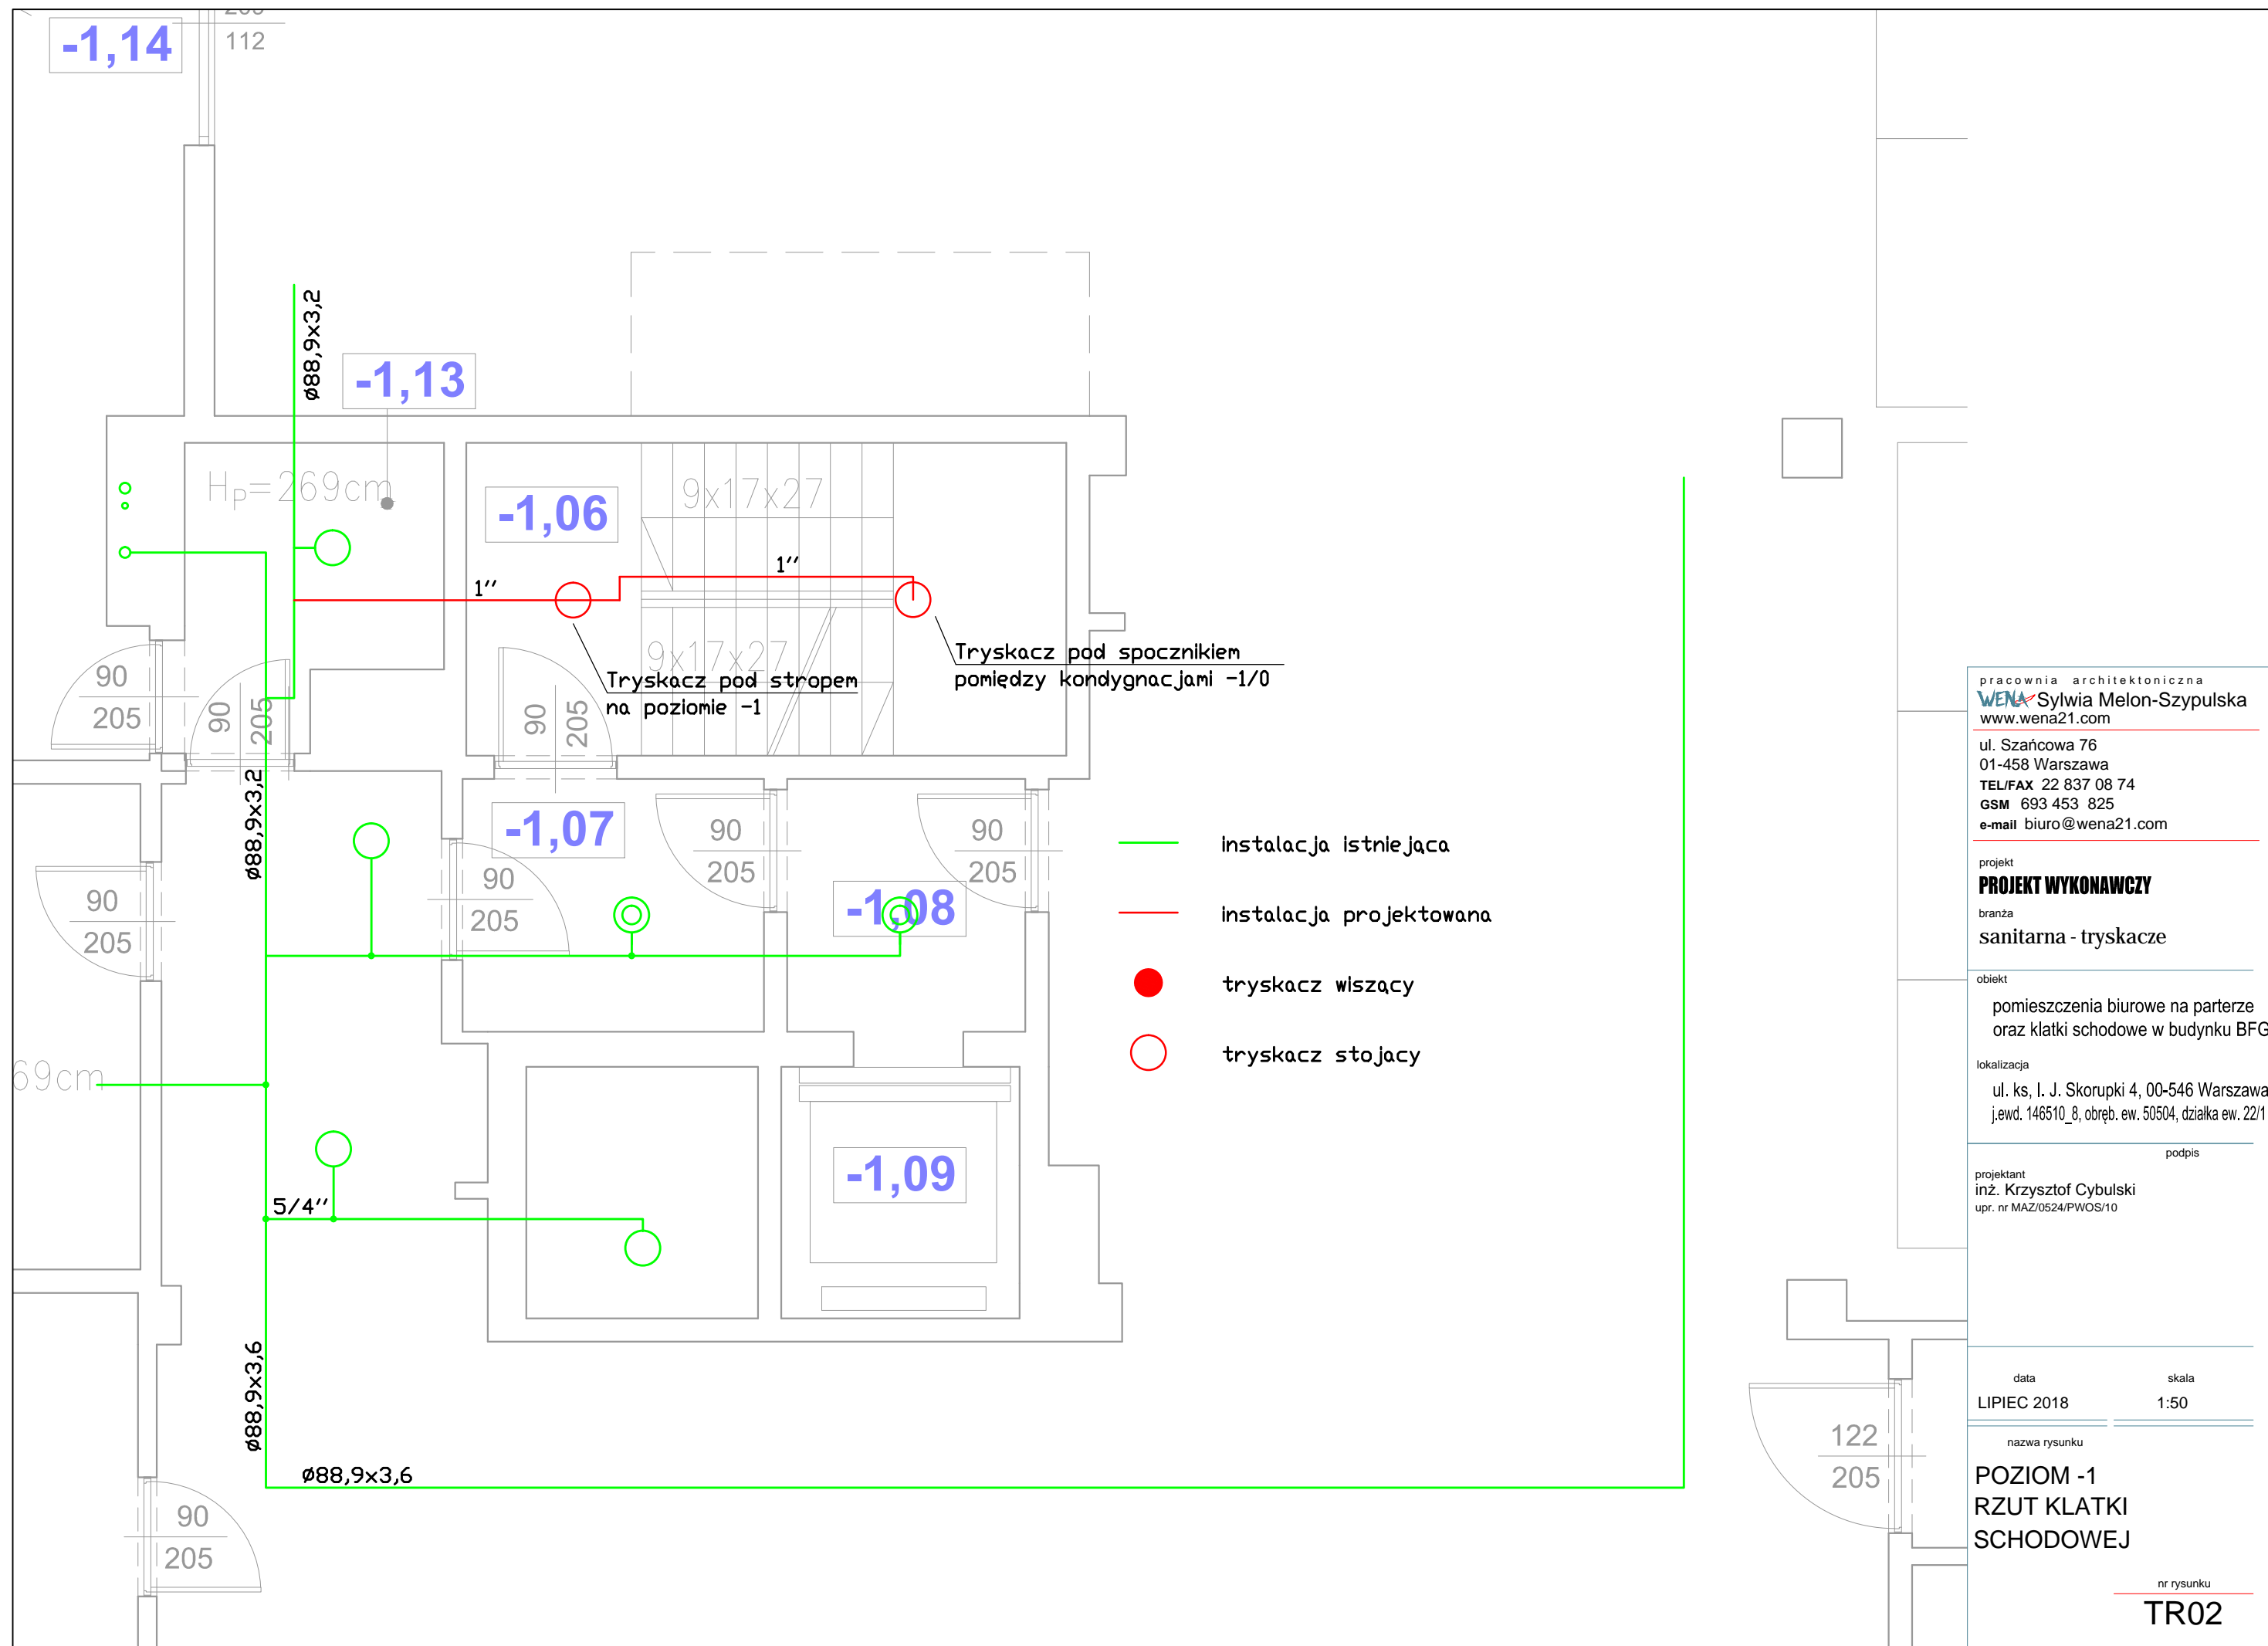 -1,14
112
ø88,9x3,2
-1,13
Hp=269cm
-1,06
9x17x27
1''
1''
9x17x27
Tryskacz pod stropem
na poziomie -1
Tryskacz pod spocznikiem
pomiędzy kondygnacjami -1/0
90
205
90
205
90
205
ø88,9x3,2
-1,07
90
205
90
205
90
205
90
205
-1,08
instalacja istniejąca
instalacja projektowana
tryskacz wiszący
tryskacz stojacy
69cm
-1,09
5/4''
ø88,9x3,6
ø88,9x3,6
90
205
122
205
pracownia architektoniczna
WENA Sylwia Melon-Szypulska
www.wena21.com
ul. Szańcowa 76
01-458 Warszawa
TEL/FAX 22 837 08 74
GSM 693 453 825
e-mail biuro@wena21.com
projekt
PROJEKT WYKONAWCZY
branża
sanitarna - tryskacze
obiekt
pomieszczenia biurowe na parterze
oraz klatki schodowe w budynku BFG
lokalizacja
ul. ks, I. J. Skorupki 4, 00-546 Warszawa
j.ewd. 146510_8, obręb. ew. 50504, działka ew. 22/1
podpis
projektant
inż. Krzysztof Cybulski
upr. nr MAZ/0524/PWOS/10
data
skala
LIPIEC 2018
1:50
nazwa rysunku
POZIOM -1
RZUT KLATKI
SCHODOWEJ
nr rysunku
TR02